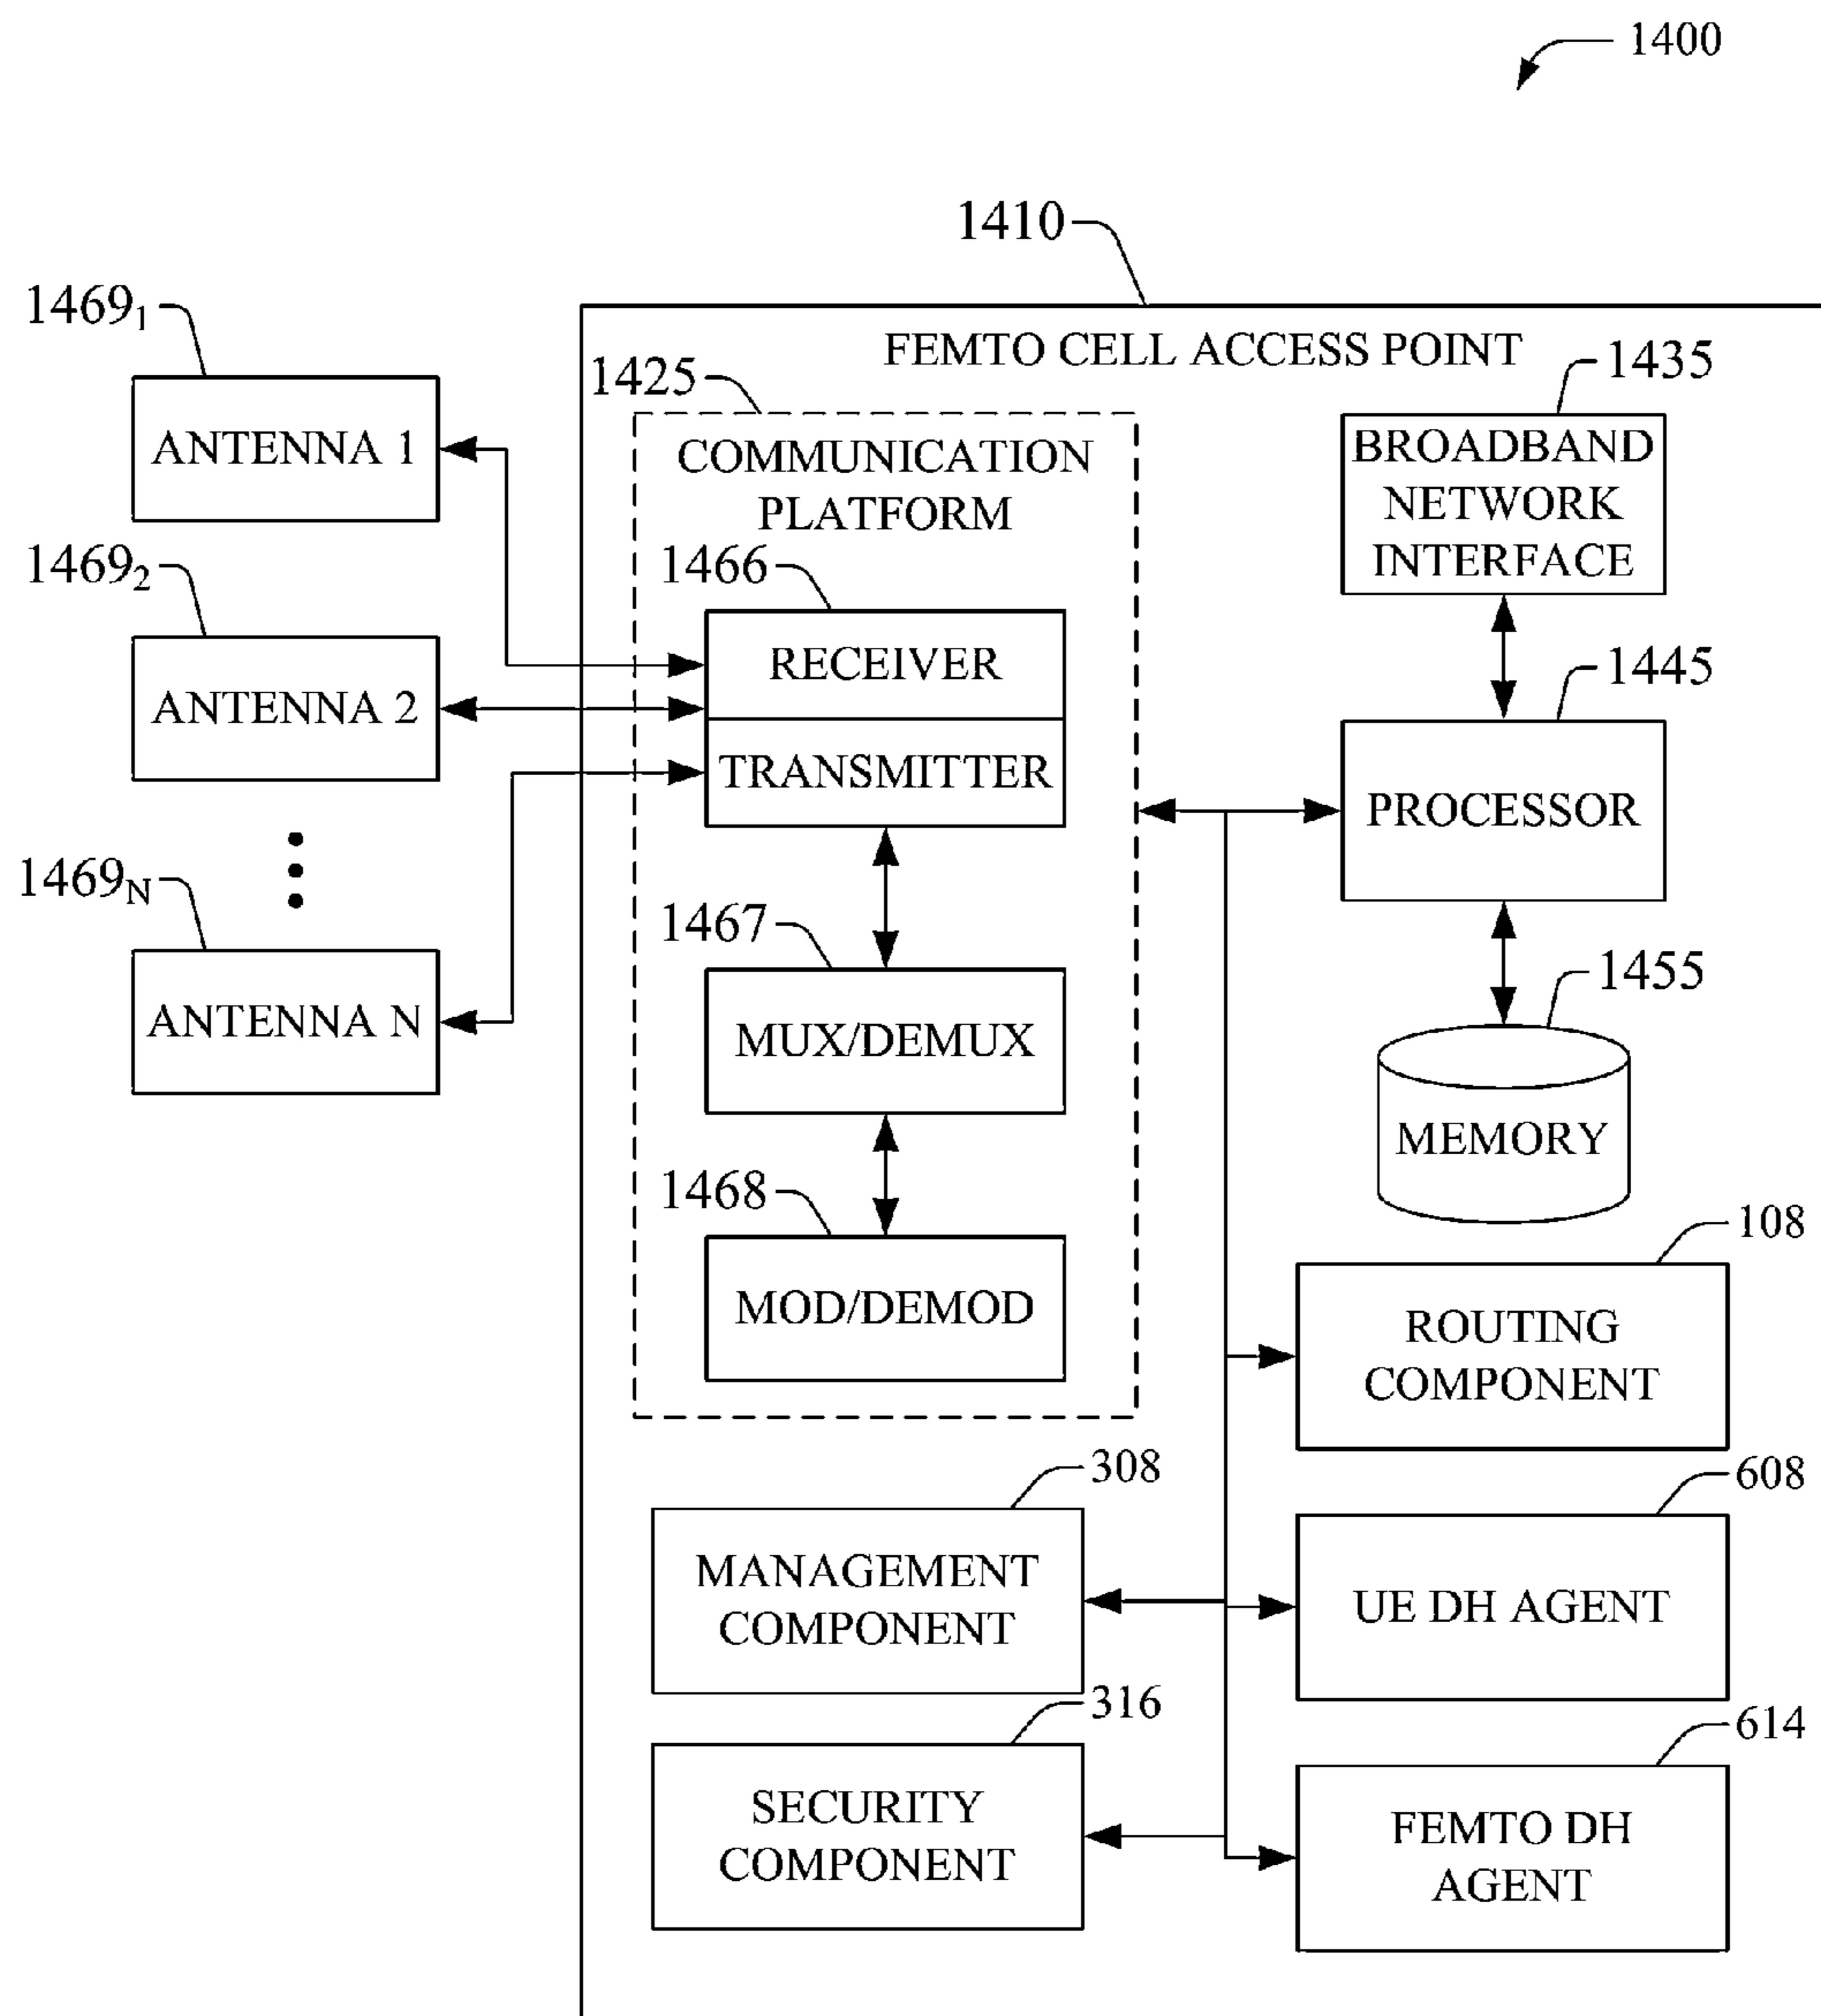 1400
1410
FEMTO CELL ACCESS POINT
1469₁
ANTENNA 1
1469₂
ANTENNA 2
1469N
ANTENNA N
1425
COMMUNICATION
PLATFORM
1466
RECEIVER
TRANSMITTER
1467
MUX/DEMUX
1468
MOD/DEMOD
1435
BROADBAND
NETWORK
INTERFACE
1445
PROCESSOR
1455
MEMORY
108
ROUTING
COMPONENT
308
MANAGEMENT
COMPONENT
608
UE DH AGENT
316
SECURITY
COMPONENT
614
FEMTO DH
AGENT